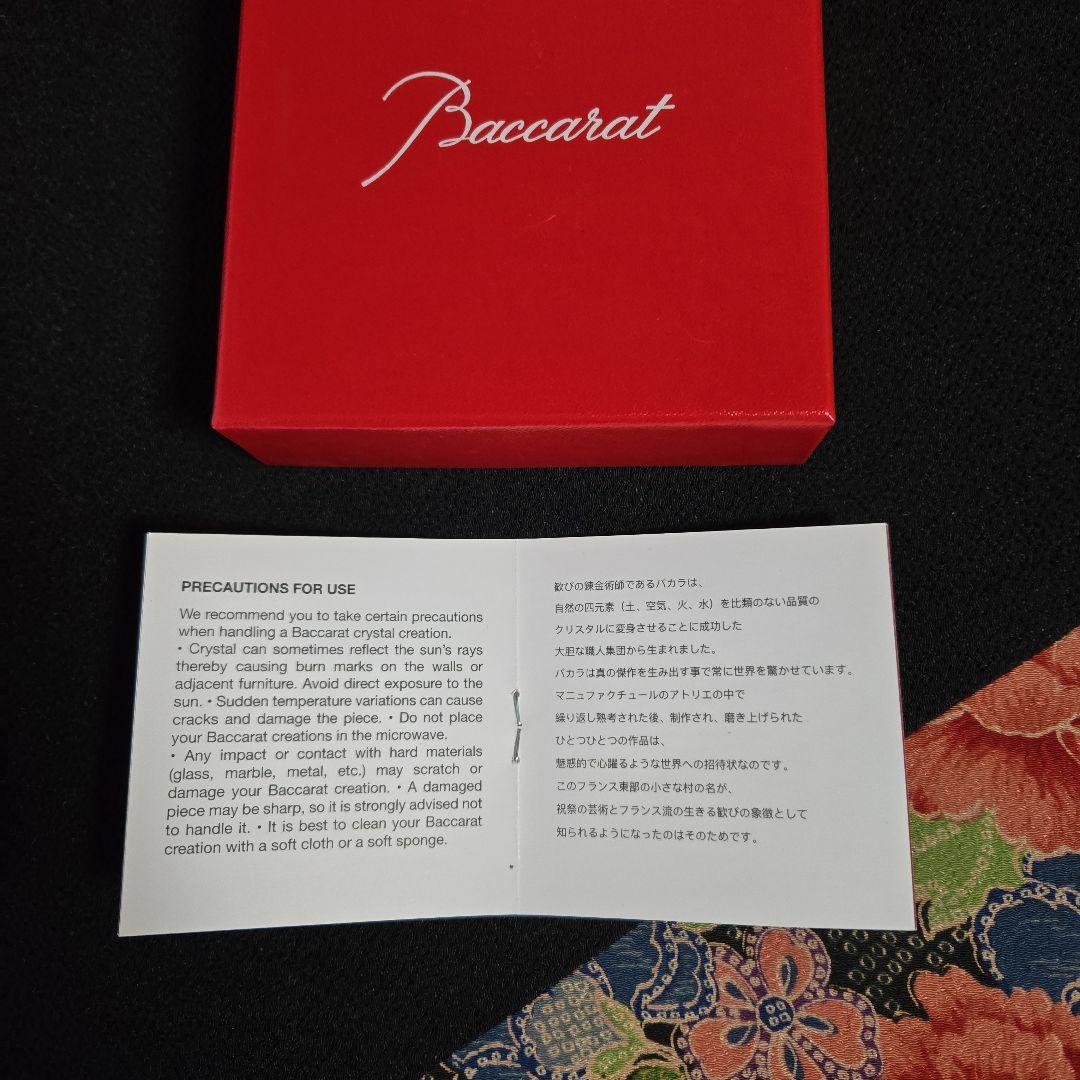 Baccarat
PRECAUTIONS FOR USE
We recommend you to take certain precautions
when handling a Baccarat crystal creation.
• Crystal can sometimes reflect the sun's rays
thereby causing burn marks on the walls or
adjacent furniture. Avoid direct exposure to the
sun. • Sudden temperature variations can cause
cracks and damage the piece. • Do not place
your Baccarat creations in the microwave.
• Any impact or contact with hard materials
(glass, marble, metal, etc.) may scratch or
damage your Baccarat creation. • A damaged
piece may be sharp, so it is strongly advised not
to handle it. • It is best to clean your Baccarat
creation with a soft cloth or a soft sponge.
歓びの錬金術師であるバカラは、
自然の四元素（土、空気、火、水）を比類のない品質の
クリスタルに変身させることに成功した
大胆な職人集団から生まれました。
バカラは真の傑作を生み出す事で常に世界を驚かせています。
マニュファクチュールのアトリエの中で
繰り返し熟考された後、制作され、磨き上げられた
ひとつひとつの作品は、
魅惑的で心躍るような世界への招待状なのです。
このフランス東部の小さな村の名が、
祝祭の芸術とフランス流の生きる歓びの象徴として
知られるようになったのはそのためです。